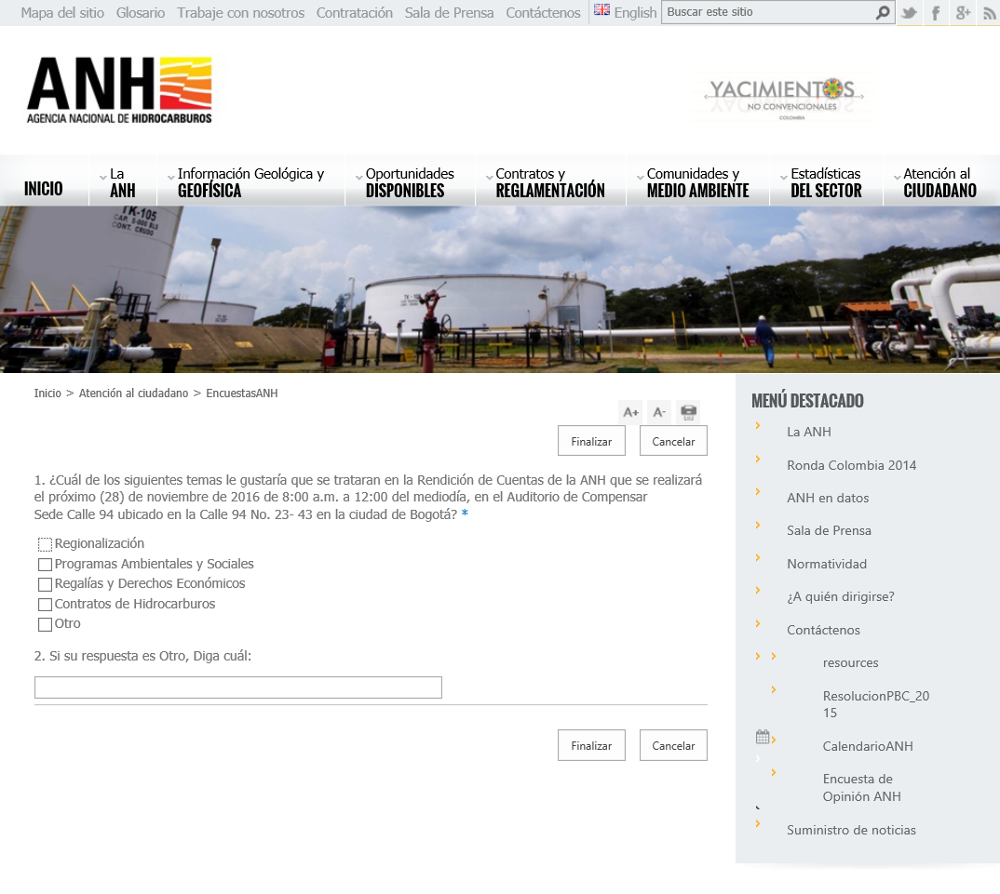 Mapa del sitio Glosario Trabaje con nosotros Contratación Sala de Prensa Contáctenos English Buscar este sitio
ANH
AGENCIA NACIONAL DE HIDROCARBUROS
YACIMIENTOS
NO CONVENCIONALES
COLOMBIA
INICIO
La
ANH
Información Geológica y
GEOFÍSICA
Oportunidades
DISPONIBLES
Contratos y
REGLAMENTACIÓN
Comunidades y
MEDIO AMBIENTE
Estadísticas
DEL SECTOR
Atención al
CIUDADANO
TK-105
CAP. 5-000 BLS
CONT. CRUDO
Inicio > Atención al ciudadano > EncuestasANH
A+ A-
Finalizar Cancelar
1. ¿Cuál de los siguientes temas le gustaría que se trataran en la Rendición de Cuentas de la ANH que se realizará
el próximo (28) de noviembre de 2016 de 8:00 a.m. a 12:00 del mediodía, en el Auditorio de Compensar
Sede Calle 94 ubicado en la Calle 94 No. 23- 43 en la ciudad de Bogotá? *
Regionalización
Programas Ambientales y Sociales
Regalías y Derechos Económicos
Contratos de Hidrocarburos
Otro
2. Si su respuesta es Otro, Diga cuál:
Finalizar Cancelar
MENÚ DESTACADO
La ANH
Ronda Colombia 2014
ANH en datos
Sala de Prensa
Normatividad
¿A quién dirigirse?
Contáctenos
resources
ResolucionPBC_20
15
CalendarioANH
Encuesta de
Opinión ANH
Suministro de noticias